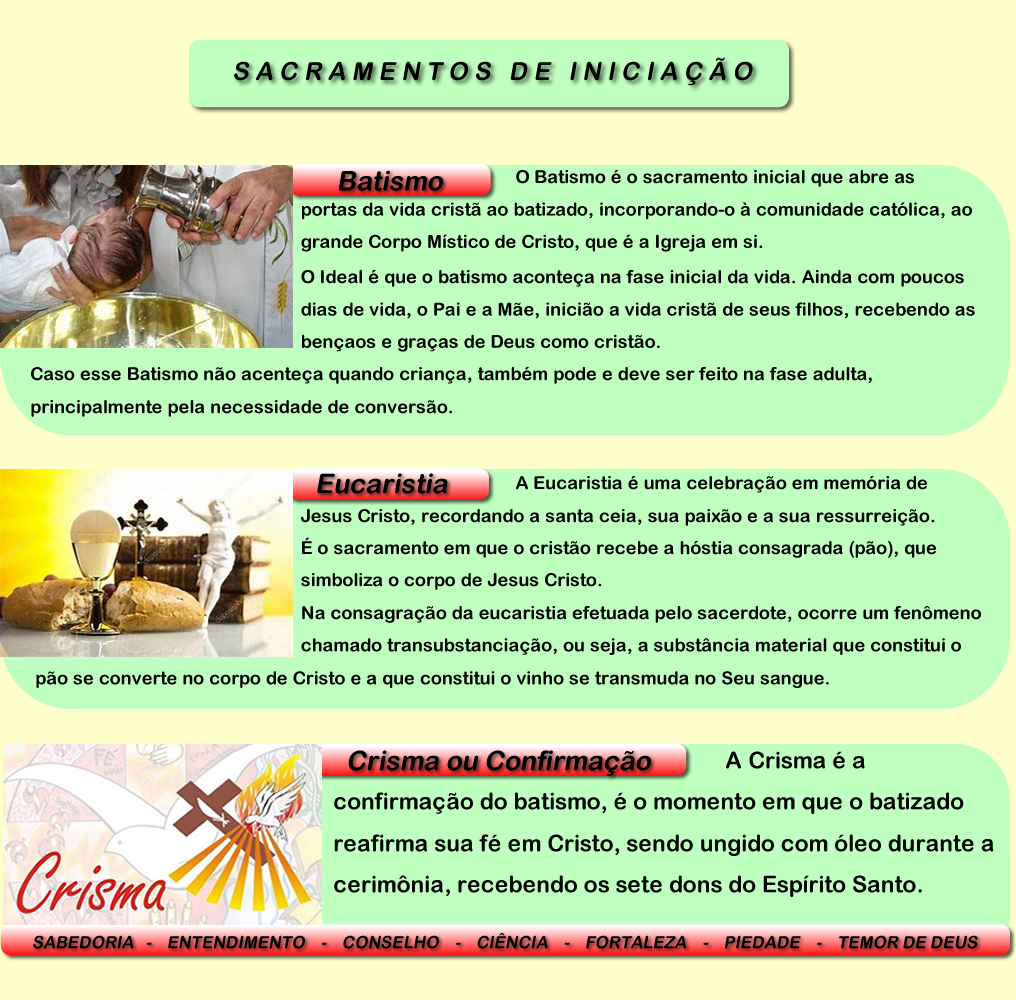 SACRAMENTOS DE INICIAÇÃO
Batismo
O Batismo é o sacramento inicial que abre as
portas da vida cristã ao batizado, incorporando-o à comunidade católica, ao
grande Corpo Místico de Cristo, que é a Igreja em si.
O Ideal é que o batismo aconteça na fase inicial da vida. Ainda com poucos
dias de vida, o Pai e a Mãe, inicião a vida cristã de seus filhos, recebendo as
bençaos e graças de Deus como cristão.
Caso esse Batismo não acenteça quando criança, também pode e deve ser feito na fase adulta,
principalmente pela necessidade de conversão.
Eucaristia
A Eucaristia é uma celebração em memória de
Jesus Cristo, recordando a santa ceia, sua paixão e a sua ressurreição.
É o sacramento em que o cristão recebe a hóstia consagrada (pão), que
simboliza o corpo de Jesus Cristo.
Na consagração da eucaristia efetuada pelo sacerdote, ocorre um fenômeno
chamado transubstanciação, ou seja, a substância material que constitui o
pão se converte no corpo de Cristo e a que constitui o vinho se transmuda no Seu sangue.
Crisma ou Confirmação
A Crisma é a
confirmação do batismo, é o momento em que o batizado
reafirma sua fé em Cristo, sendo ungido com óleo durante a
cerimônia, recebendo os sete dons do Espírito Santo.
FÉ
Crisma
SABEDORIA - ENTENDIMENTO - CONSELHO - CIÊNCIA - FORTALEZA - PIEDADE - TEMOR DE DEUS